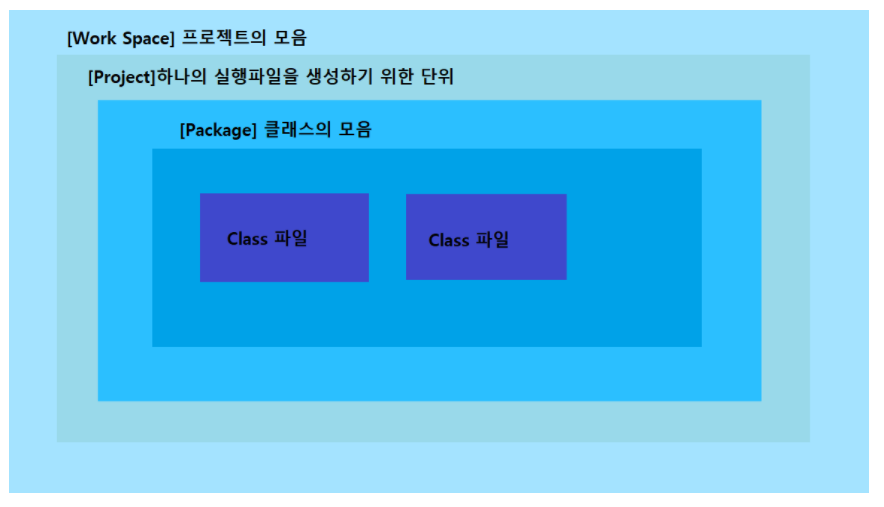 [Work Space] 프로젝트의 모음
[Project]하나의 실행파일을 생성하기 위한 단위
[Package] 클래스의 모음
Class 파일
Class 파일